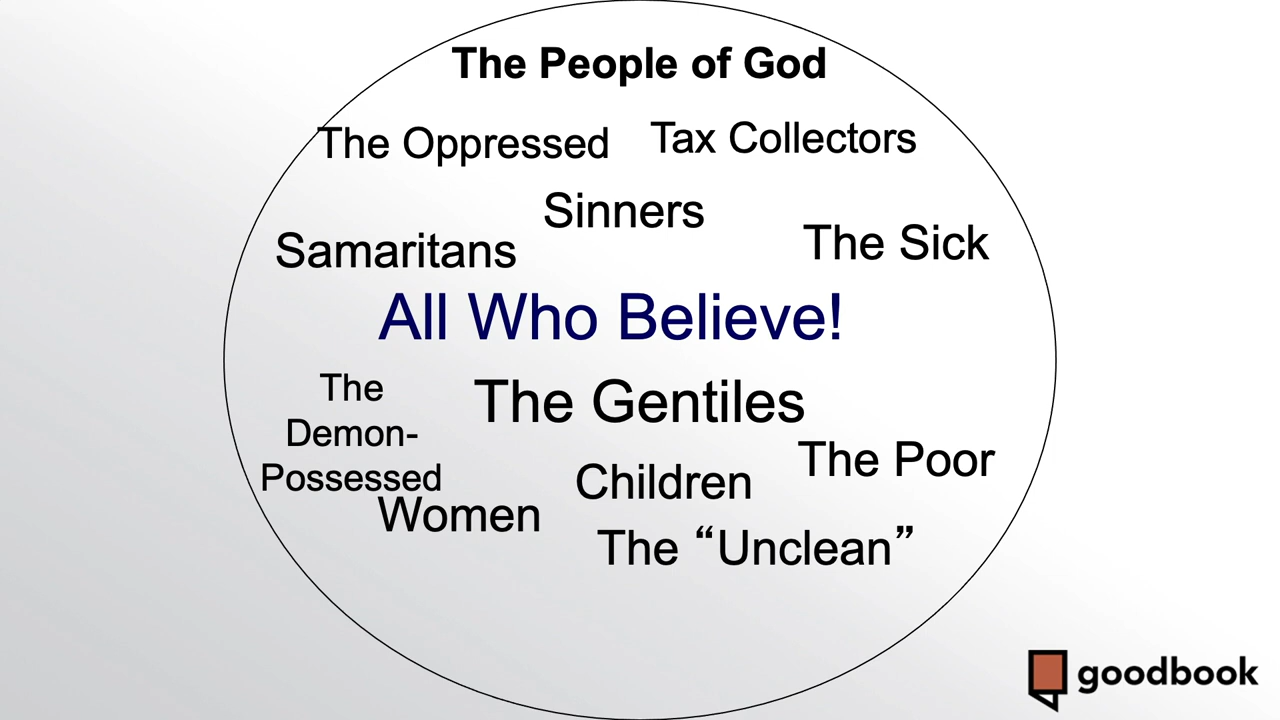 The People of God
The Oppressed
Tax Collectors
Sinners
Samaritans
The Sick
All Who Believe!
The
Demon-
Possessed
The Gentiles
The Poor
Children
Women
The “Unclean”
goodbook